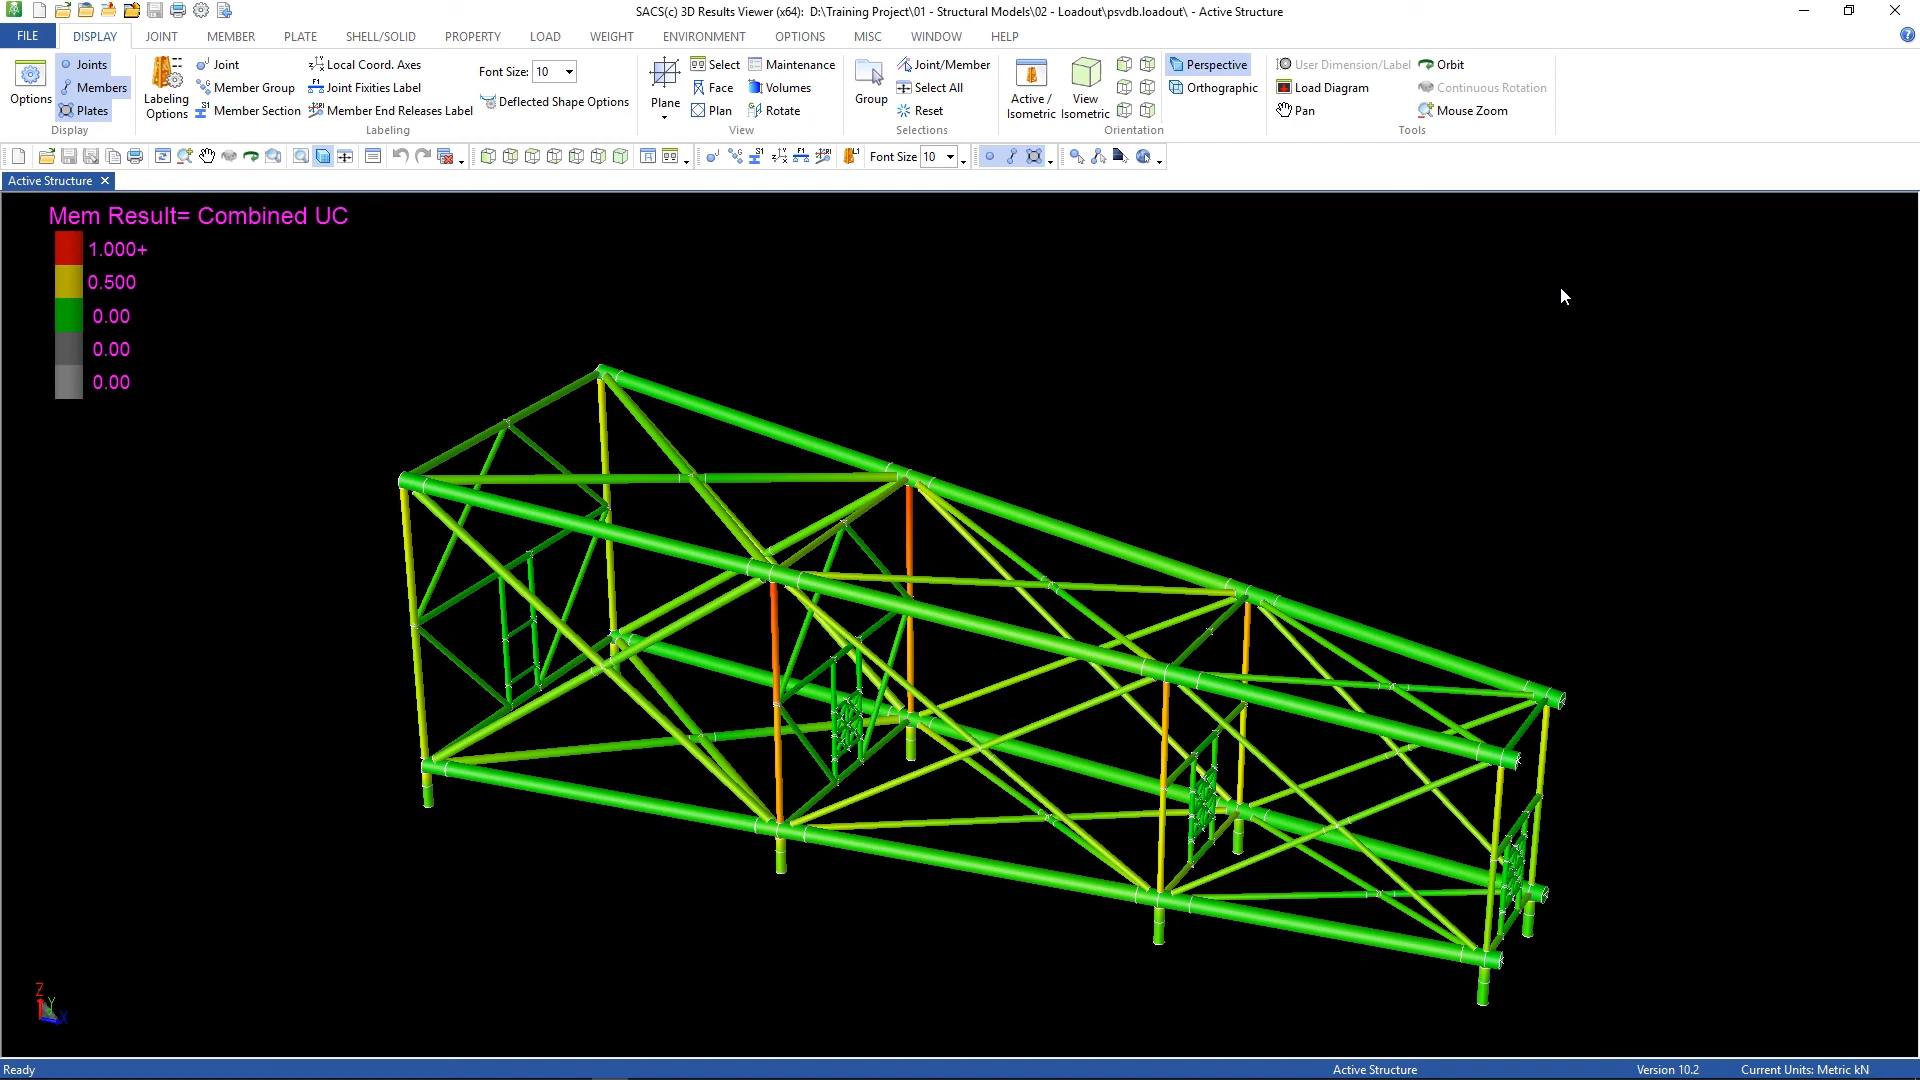 SACS(c) 3D Results Viewer (x64):  D:\Training Project\01 - Structural Models\02 - Loadout\psvdb.loadout\ - Active Structure
FILE DISPLAY JOINT MEMBER PLATE SHELL/SOLID PROPERTY LOAD WEIGHT ENVIRONMENT OPTIONS MISC WINDOW HELP
Joints Joint Local Coord. Axes Font Size: 10 Select Maintenance Joint/Member Perspective User Dimension/Label Orbit
Members Member Group Joint Fixities Label Face Volumes Select All Orthographic Load Diagram Continuous Rotation
Options Labeling Options Deflected Shape Options Plane Group Active / Isometric View Isometric
Plates Member Section Member End Releases Label Plan Rotate Reset Pan Mouse Zoom
Display Labeling View Selections Orientation Tools
Font Size 10
Active Structure
Mem Result= Combined UC
1.000+
0.500
0.00
0.00
0.00
Z
Y
X
Ready Active Structure Version 10.2 Current Units: Metric kN